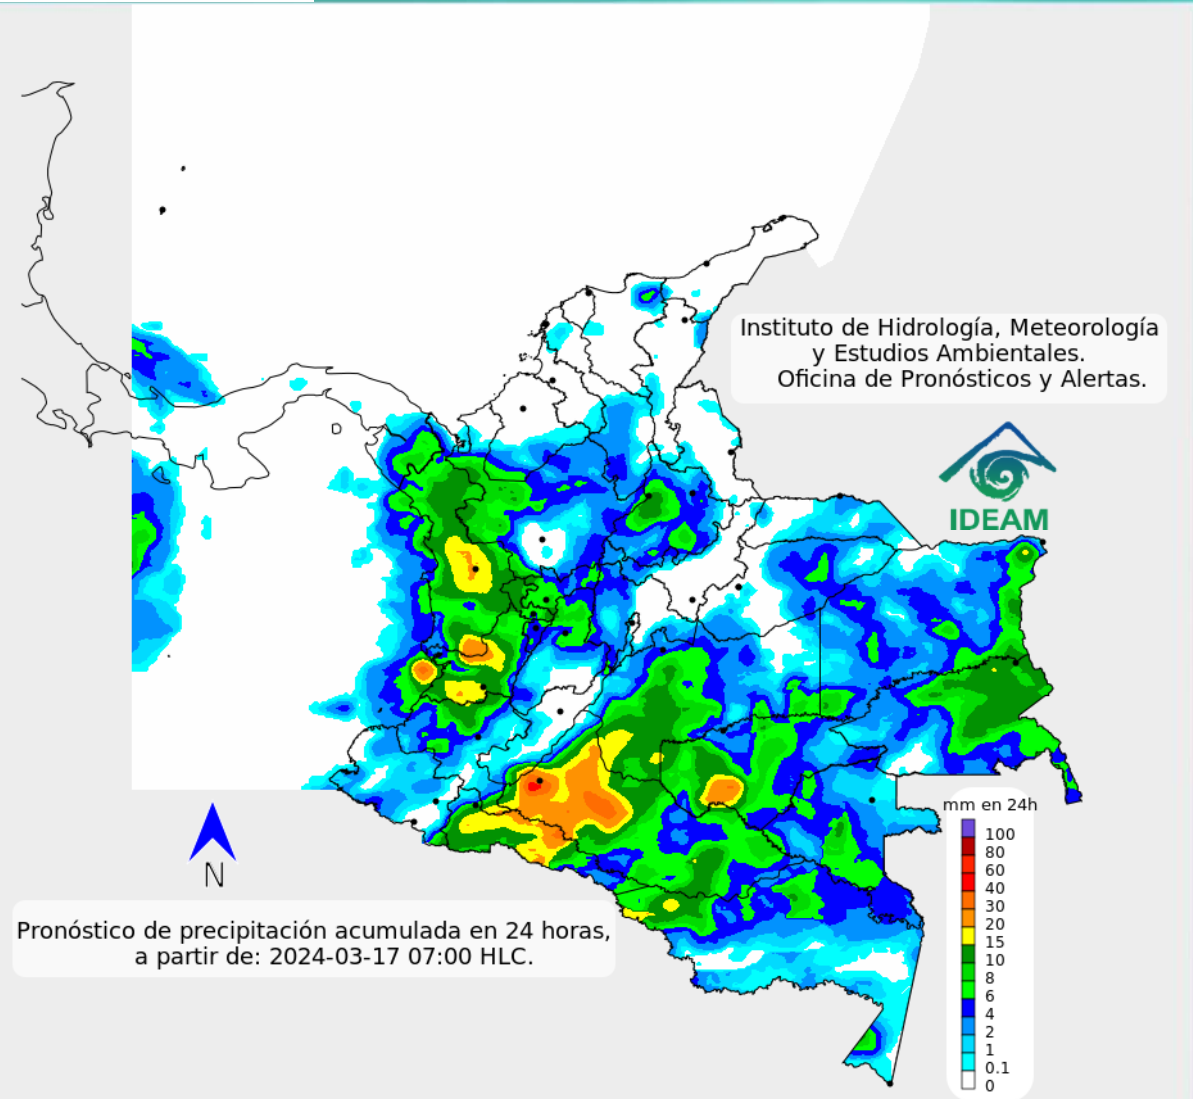 Instituto de Hidrología, Meteorología
y Estudios Ambientales.
Oficina de Pronósticos y Alertas.
IDEAM
mm en 24h
100
80
60
40
30
20
15
10
8
6
4
2
1
0.1
0
N
Pronóstico de precipitación acumulada en 24 horas,
a partir de: 2024-03-17 07:00 HLC.